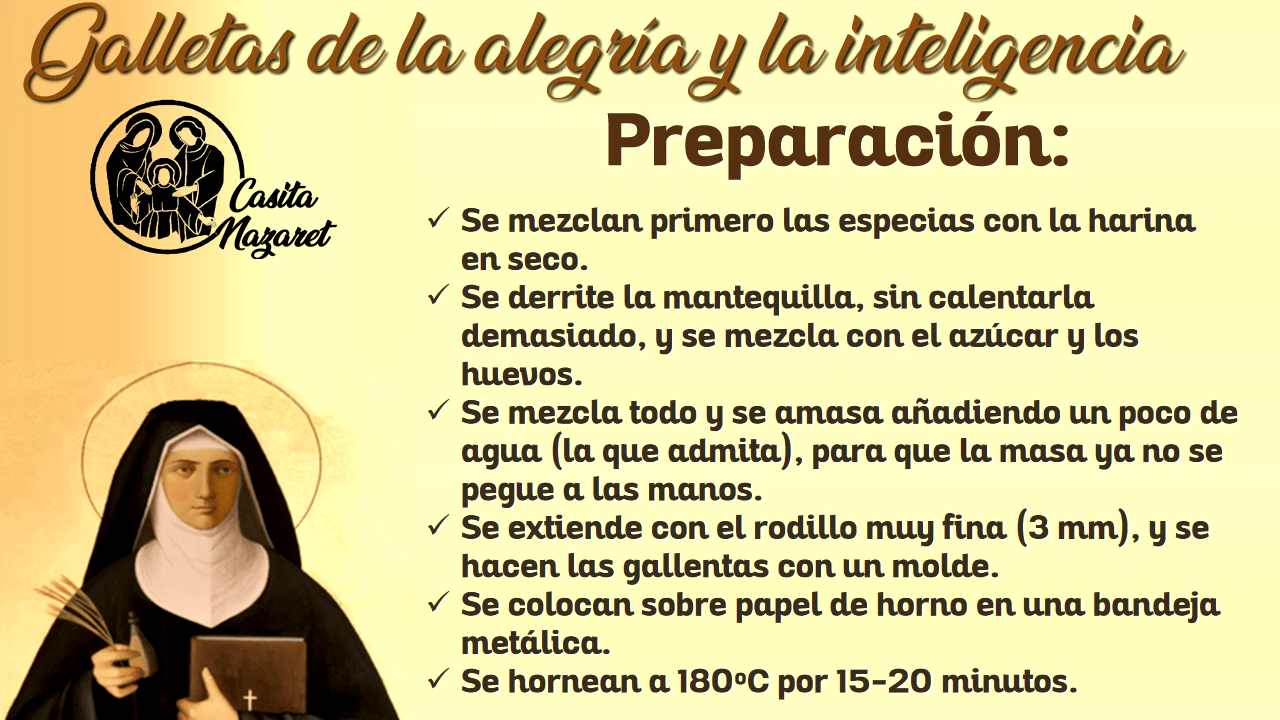 Galletas de la alegría y la inteligencia
Casita
Nazaret
Preparación:
✓ Se mezclan primero las especias con la harina
en seco.
✓ Se derrite la mantequilla, sin calentarla
demasiado, y se mezcla con el azúcar y los
huevos.
✓ Se mezcla todo y se amasa añadiendo un poco de
agua (la que admita), para que la masa ya no se
pegue a las manos.
✓ Se extiende con el rodillo muy fina (3 mm), y se
hacen las gallentas con un molde.
✓ Se colocan sobre papel de horno en una bandeja
metálica.
✓ Se hornean a 180ºC por 15-20 minutos.